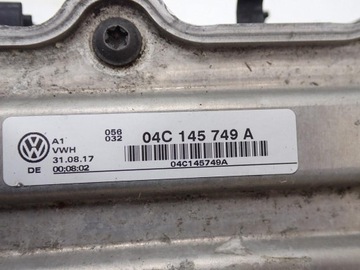 A1 056 04C 145 749 A
VWH 032
31.08.17
DE 00:08:02 04C145749A